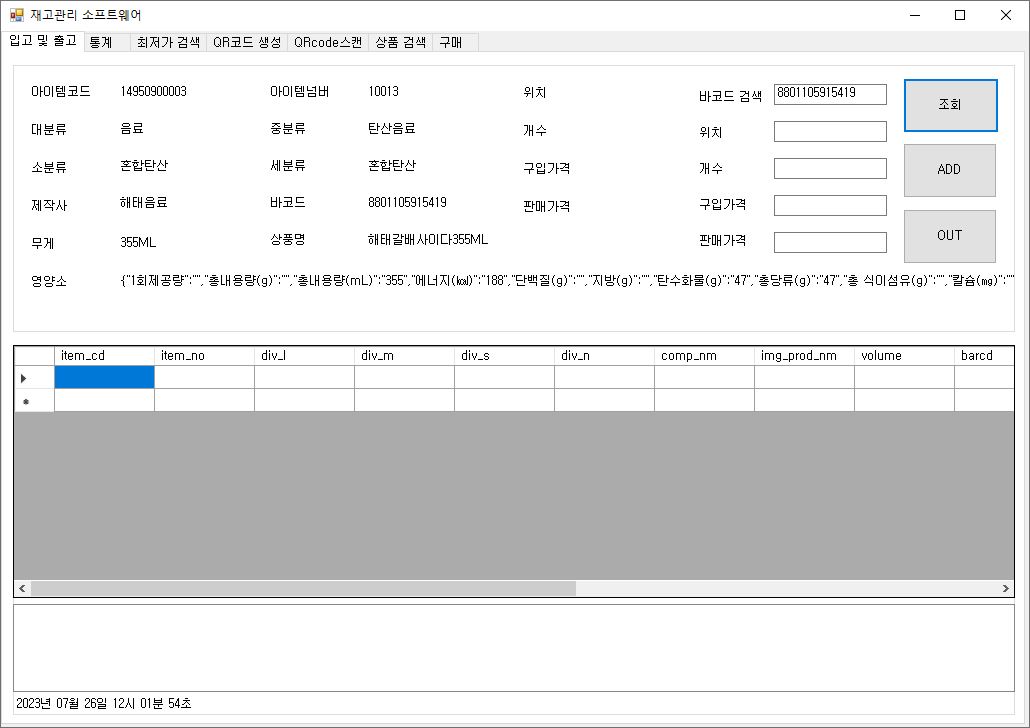 재고관리 소프트웨어
입고 및 출고 통계 최저가 검색 QR코드 생성 QRcode스캔 상품 검색 구매
아이템코드 14950900003 아이템넘버 10013 위치 바코드 검색 8801105915419 조회
대분류 음료 중분류 탄산음료 개수 위치
소분류 혼합탄산 세분류 혼합탄산 구입가격 개수 ADD
제작사 해태음료 바코드 8801105915419 판매가격 구입가격
무게 355ML 상품명 해태갈배사이다355ML 판매가격 OUT
영양소 {"1회제공량":"","총내용량(g)":"","총내용량(mL)":"355","에너지(㎉)":"188","단백질(g)":"","지방(g)":"","탄수화물(g)":"47","총당류(g)":"47","총 식이섬유(g)":"","칼슘(㎎)":""
item_cd item_no div_l div_m div_s div_n comp_nm img_prod_nm volume barcd
2023년 07월 26일 12시 01분 54초